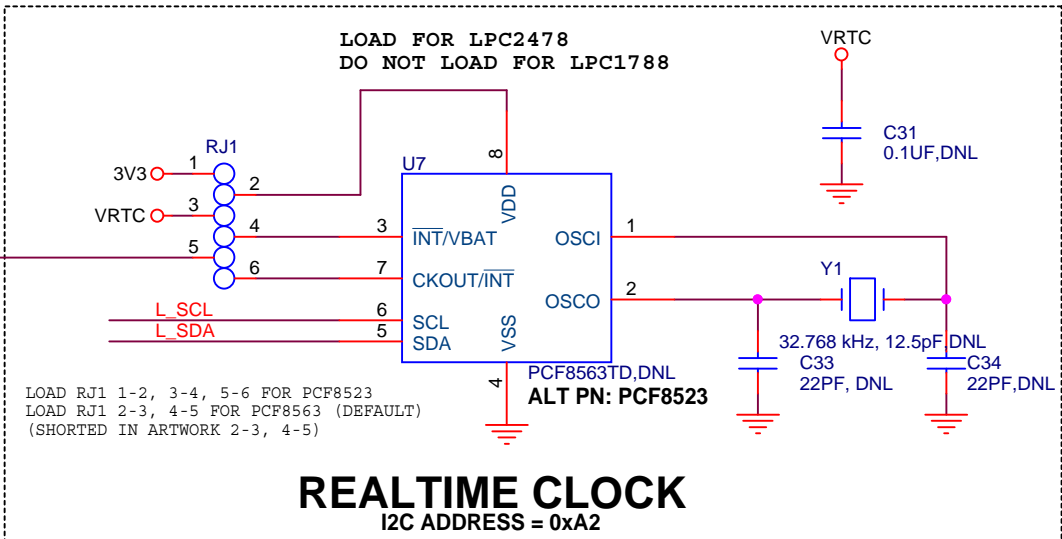 LOAD FOR LPC2478
DO NOT LOAD FOR LPC1788
VRTC
C31
0.1UF,DNL
RJ1
1
3V3
2
3
VRTC
4
5
6
U7
8
VDD
3
INT/VBAT
7
CKOUT/INT
6
SCL
5
SDA
L_SCL
L_SDA
VSS
4
OSCI
1
OSCO
2
Y1
32.768 kHz, 12.5pF,DNL
C33
22PF, DNL
C34
22PF,DNL
PCF8563TD,DNL
ALT PN: PCF8523
LOAD RJ1 1-2, 3-4, 5-6 FOR PCF8523
LOAD RJ1 2-3, 4-5 FOR PCF8563 (DEFAULT)
(SHORTED IN ARTWORK 2-3, 4-5)
REALTIME CLOCK
I2C ADDRESS = 0xA2